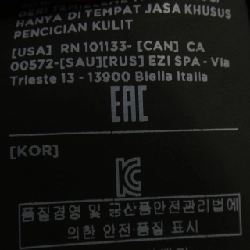 HANYA DI TEMPAT JASA KHUSUS
PENCICIAN KULIT
[USA] RN 101133- [CAN] CA
00572-[SAU][RUS] EZI SPA - Via
Trieste 13 - 13900 Biella Italia
EAC
[KOR]
KC
품질경영 및 공산품안전관리법에
의한 안전·품질 표시